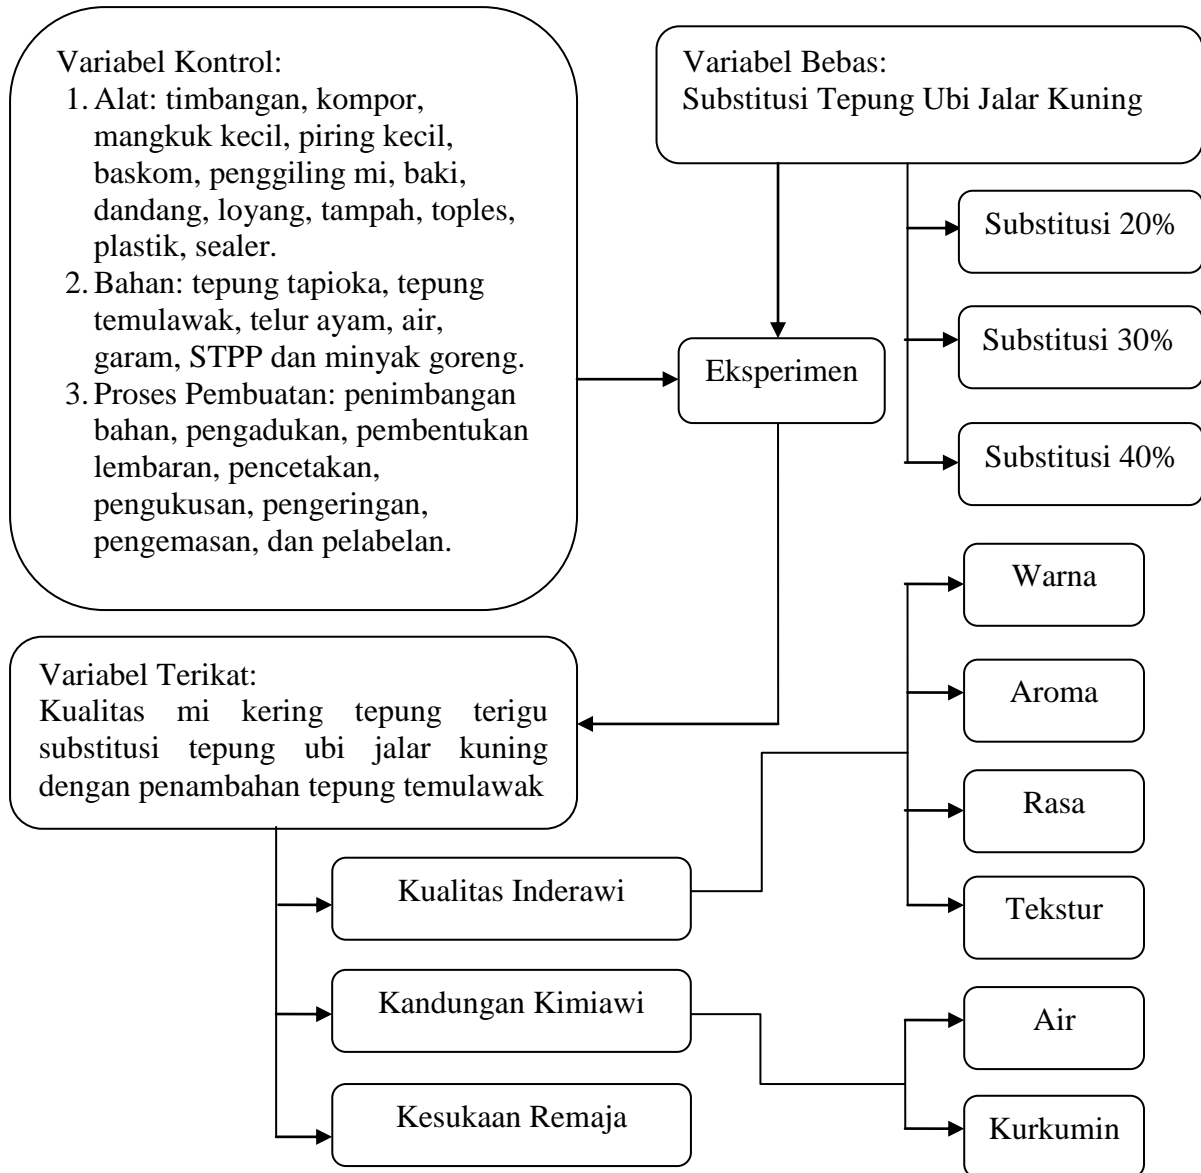 Variabel Kontrol:
1. Alat: timbangan, kompor,
mangkuk kecil, piring kecil,
baskom, penggiling mi, baki,
dandang, loyang, tampah, toples,
plastik, sealer.
2. Bahan: tepung tapioka, tepung
temulawak, telur ayam, air,
garam, STPP dan minyak goreng.
3. Proses Pembuatan: penimbangan
bahan, pengadukan, pembentukan
lembaran, pencetakan,
pengukusan, pengeringan,
pengemasan, dan pelabelan.
Variabel Bebas:
Substitusi Tepung Ubi Jalar Kuning
Substitusi 20%
Substitusi 30%
Substitusi 40%
Eksperimen
Variabel Terikat:
Kualitas mi kering tepung terigu
substitusi tepung ubi jalar kuning
dengan penambahan tepung temulawak
Kualitas Inderawi
Kandungan Kimiawi
Kesukaan Remaja
Warna
Aroma
Rasa
Tekstur
Air
Kurkumin